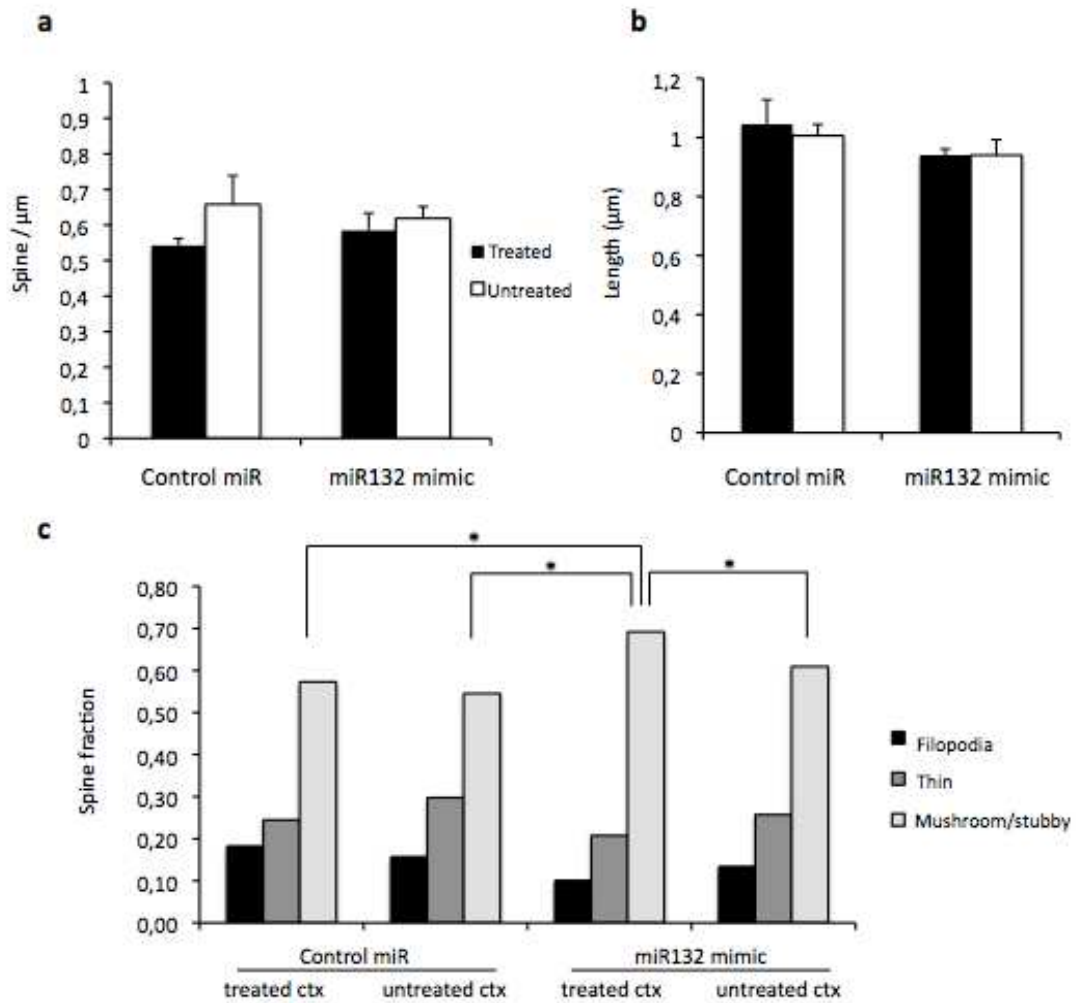 a
1
0,9
0,8
0,7
0,6
0,5
0,4
0,3
0,2
0,1
0
Spine / µm
Control miR
miR132 mimic
Treated
Untreated
b
1,2
1
0,8
0,6
0,4
0,2
0
Length (µm)
Control miR
miR132 mimic
c
* * *
0,80
0,70
0,60
0,50
0,40
0,30
0,20
0,10
0,00
Spine fraction
Filopodia
Thin
Mushroom/stubby
Control miR
miR132 mimic
treated ctx
untreated ctx
treated ctx
untreated ctx